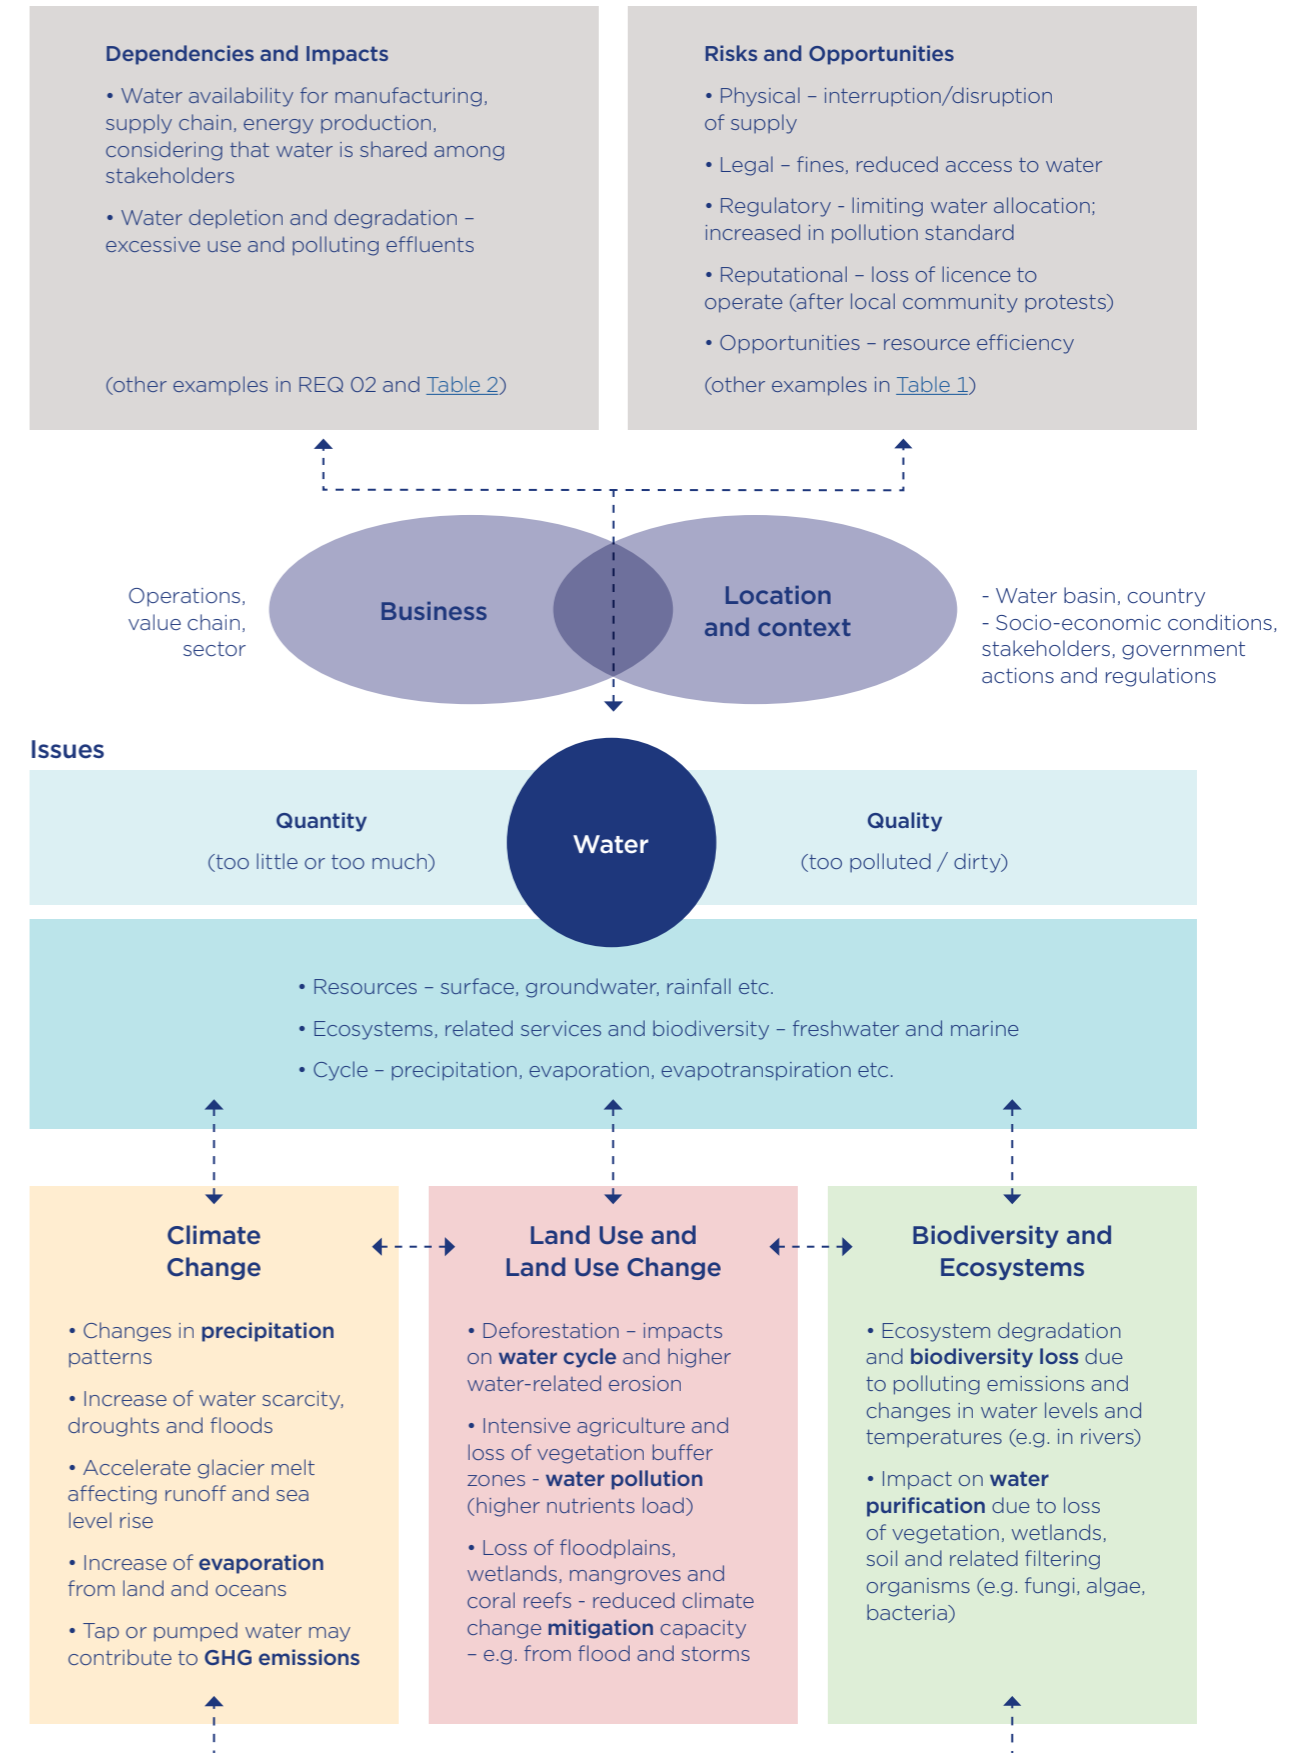 Dependencies and Impacts
• Water availability for manufacturing,
supply chain, energy production,
considering that water is shared among
stakeholders
• Water depletion and degradation –
excessive use and polluting effluents
(other examples in REQ 02 and Table 2)
Risks and Opportunities
• Physical – interruption/disruption
of supply
• Legal – fines, reduced access to water
• Regulatory - limiting water allocation;
increased in pollution standard
• Reputational – loss of licence to
operate (after local community protests)
• Opportunities – resource efficiency
(other examples in Table 1)
Operations,
value chain,
sector
Business
Location
and context
- Water basin, country
- Socio-economic conditions,
stakeholders, government
actions and regulations
Issues
Quantity
(too little or too much)
Water
Quality
(too polluted / dirty)
• Resources – surface, groundwater, rainfall etc.
• Ecosystems, related services and biodiversity – freshwater and marine
• Cycle – precipitation, evaporation, evapotranspiration etc.
Climate
Change
• Changes in precipitation
patterns
• Increase of water scarcity,
droughts and floods
• Accelerate glacier melt
affecting runoff and sea
level rise
• Increase of evaporation
from land and oceans
• Tap or pumped water may
contribute to GHG emissions
Land Use and
Land Use Change
• Deforestation – impacts
on water cycle and higher
water-related erosion
• Intensive agriculture and
loss of vegetation buffer
zones - water pollution
(higher nutrients load)
• Loss of floodplains,
wetlands, mangroves and
coral reefs - reduced climate
change mitigation capacity
– e.g. from flood and storms
Biodiversity and
Ecosystems
• Ecosystem degradation
and biodiversity loss due
to polluting emissions and
changes in water levels and
temperatures (e.g. in rivers)
• Impact on water
purification due to loss
of vegetation, wetlands,
soil and related filtering
organisms (e.g. fungi, algae,
bacteria)